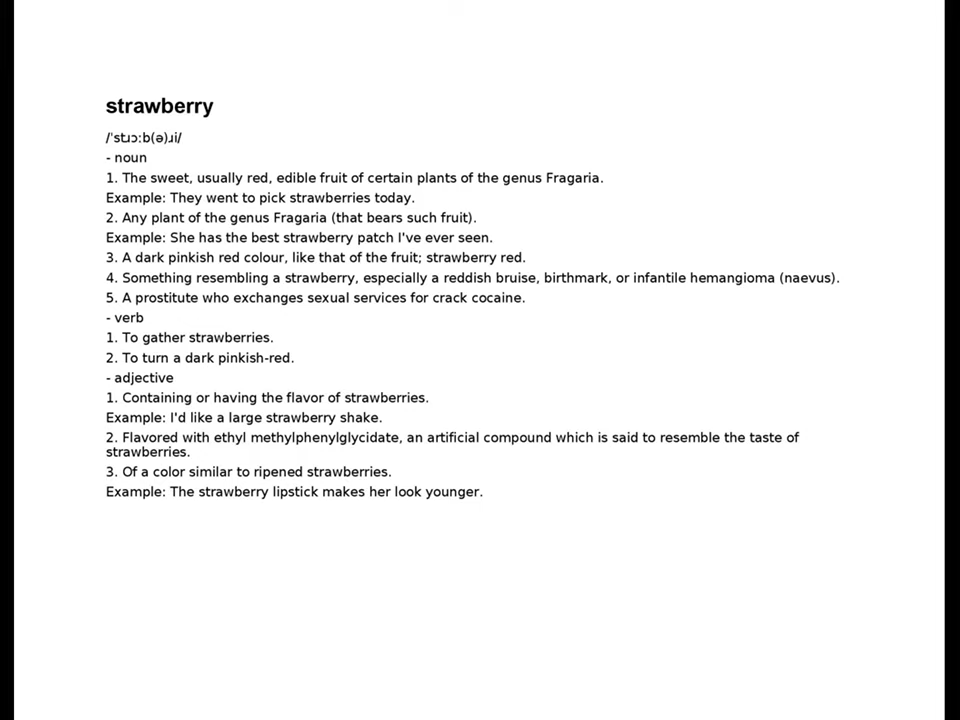 strawberry
/ˈstɹɔːb(ə)ɹi/
- noun
1. The sweet, usually red, edible fruit of certain plants of the genus Fragaria.
Example: They went to pick strawberries today.
2. Any plant of the genus Fragaria (that bears such fruit).
Example: She has the best strawberry patch I've ever seen.
3. A dark pinkish red colour, like that of the fruit; strawberry red.
4. Something resembling a strawberry, especially a reddish bruise, birthmark, or infantile hemangioma (naevus).
5. A prostitute who exchanges sexual services for crack cocaine.
- verb
1. To gather strawberries.
2. To turn a dark pinkish-red.
- adjective
1. Containing or having the flavor of strawberries.
Example: I'd like a large strawberry shake.
2. Flavored with ethyl methylphenylglycidate, an artificial compound which is said to resemble the taste of
strawberries.
3. Of a color similar to ripened strawberries.
Example: The strawberry lipstick makes her look younger.